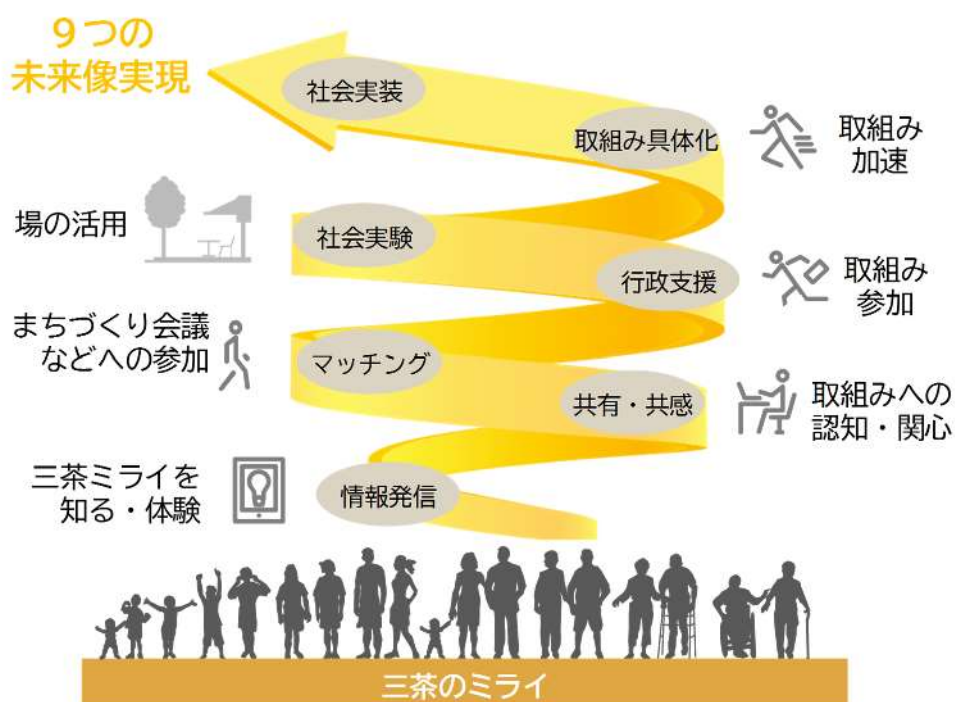 ９つの
未来像実現
社会実装
取組み具体化
取組み
加速
場の活用
社会実験
行政支援
取組み
参加
まちづくり会議
などへの参加
マッチング
共有・共感
取組みへの
認知・関心
三茶ミライを
知る・体験
情報発信
三茶のミライ